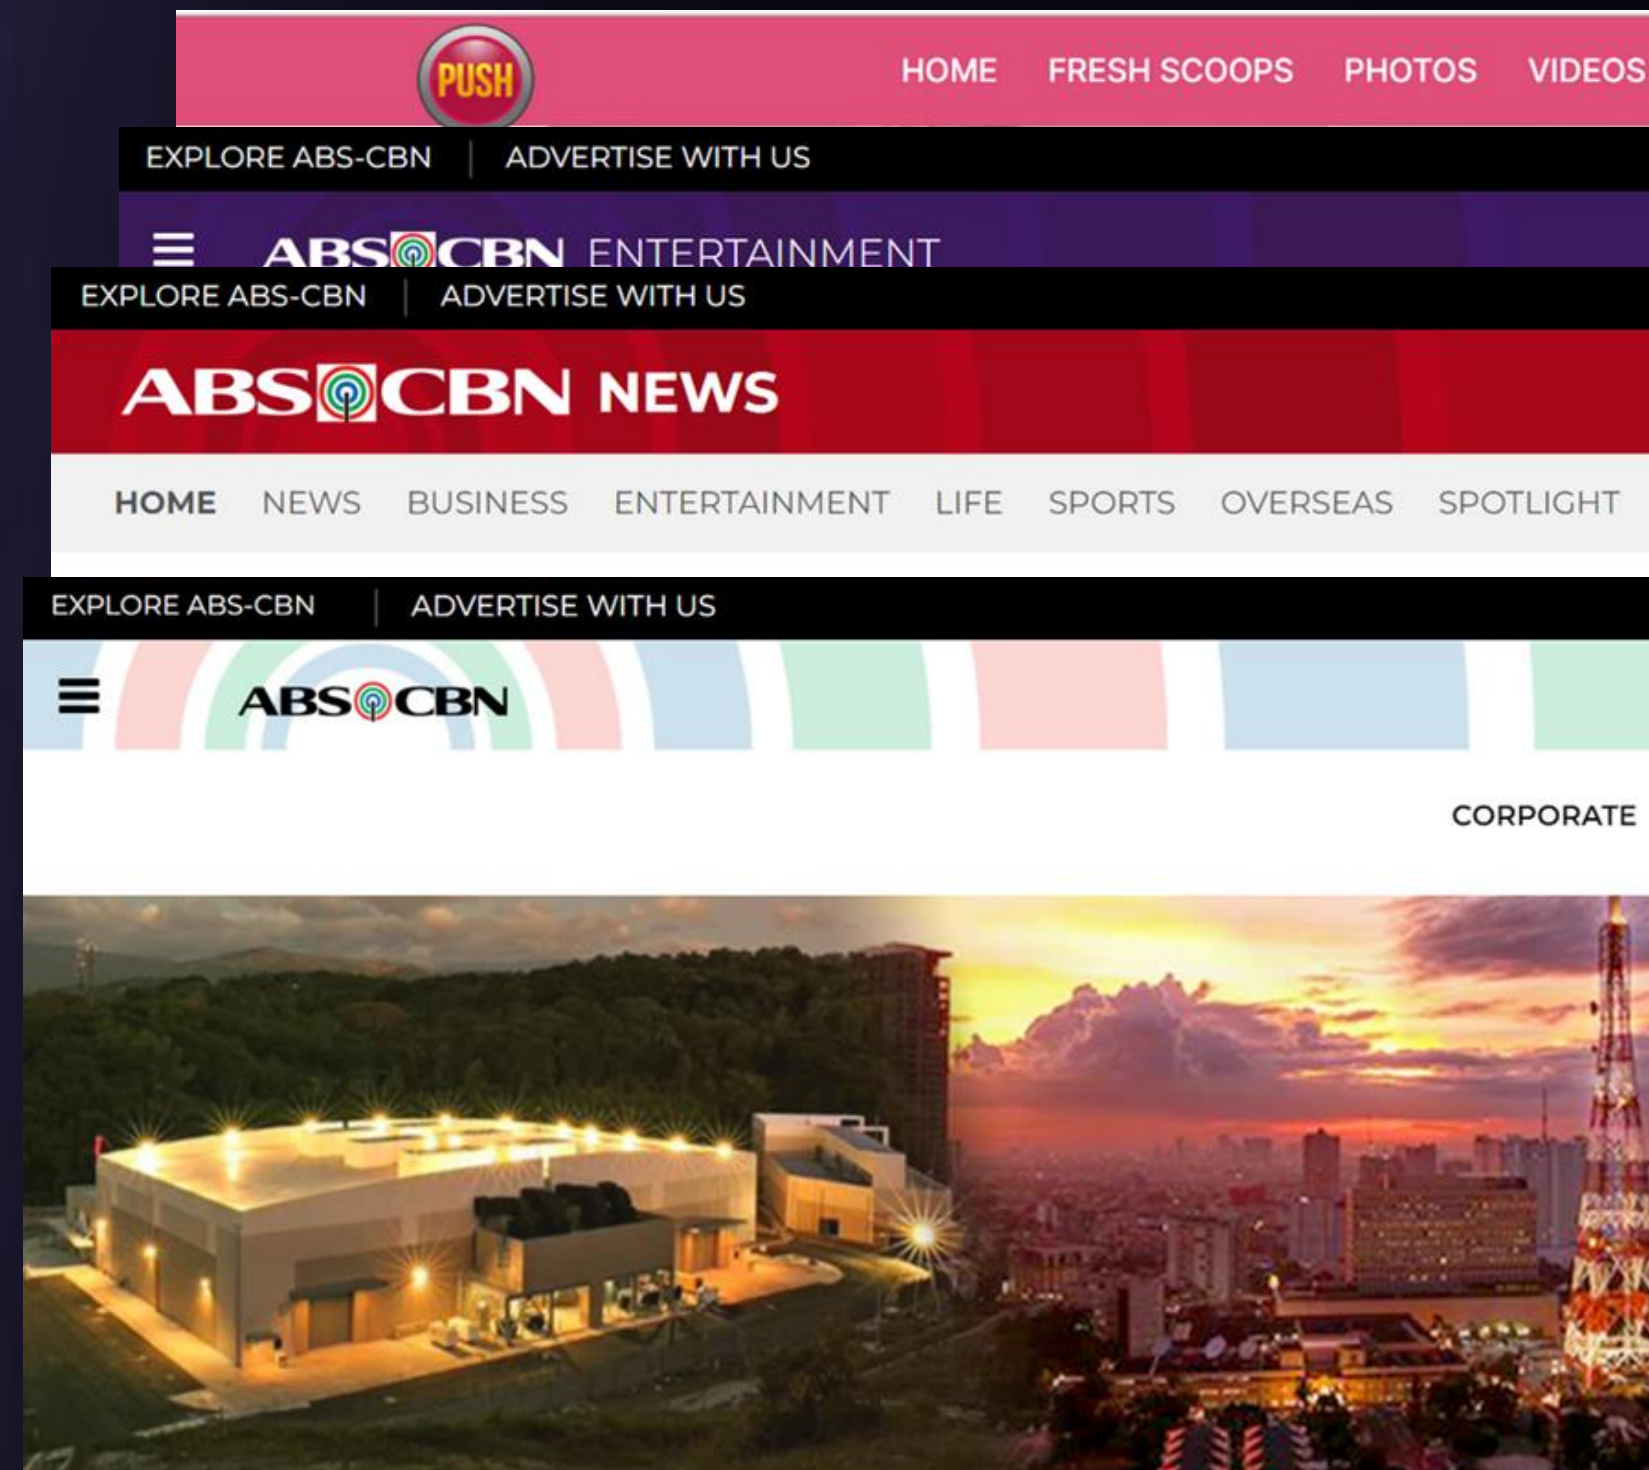 PUSH HOME FRESH SCOOPS PHOTOS VIDEOS
EXPLORE ABS-CBN ADVERTISE WITH US
ABS CBN ENTERTAINMENT
EXPLORE ABS-CBN ADVERTISE WITH US
ABS CBN NEWS
HOME NEWS BUSINESS ENTERTAINMENT LIFE SPORTS OVERSEAS SPOTLIGHT
EXPLORE ABS-CBN ADVERTISE WITH US
ABS CBN
CORPORATE